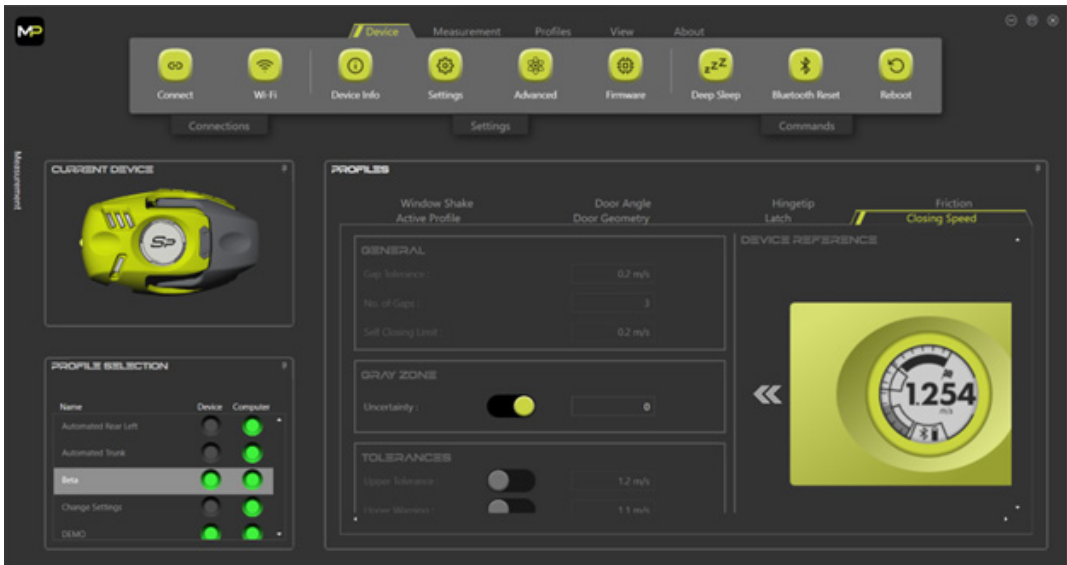 MP
Device Measurement Profiles View About
Connect Wi-Fi Device Info Settings Advanced Firmware Deep Sleep Bluetooth Reset Reboot
zzZ
Connections Settings Commands
Measurement
CURRENT DEVICE
SP
PROFILE SELECTION
Name Device Computer
Automated Rear Left
Automated Trunk
Beta
Change Settings
DEMO
PROFILES
Window Shake Door Angle Hingetip Friction
Active Profile Door Geometry Latch Closing Speed
GENERAL
Gap Tolerance : 0.2 m/s
No. of Gaps : 3
Self Closing Limit : 0.2 m/s
GRAY ZONE
Uncertainty : 0
TOLERANCES
Upper Tolerance : 1.2 m/s
Upper Warning : 1.1 m/s
DEVICE REFERENCE
1.254
m/s